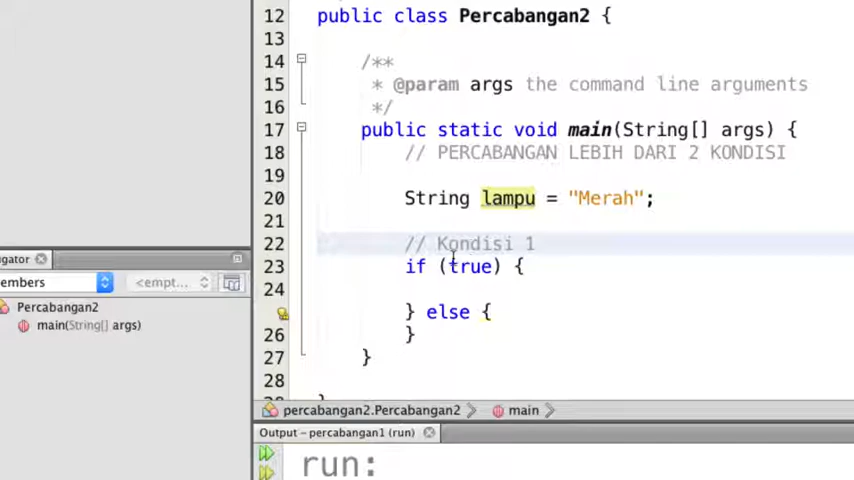 12 public class Percabangan2 {
13
14 /**
15 * @param args the command line arguments
16 */
17 public static void main(String[] args) {
18 // PERCABANGAN LEBIH DARI 2 KONDISI
19
20 String lampu = "Merah";
21
22 // Kondisi 1
23 if (true) {
24
} else {
26 }
27 }
28
}
igator
embers <empt...
Percabangan2
main(String[] args)
percabangan2.Percabangan2 main
Output - percabangan1 (run)
run: